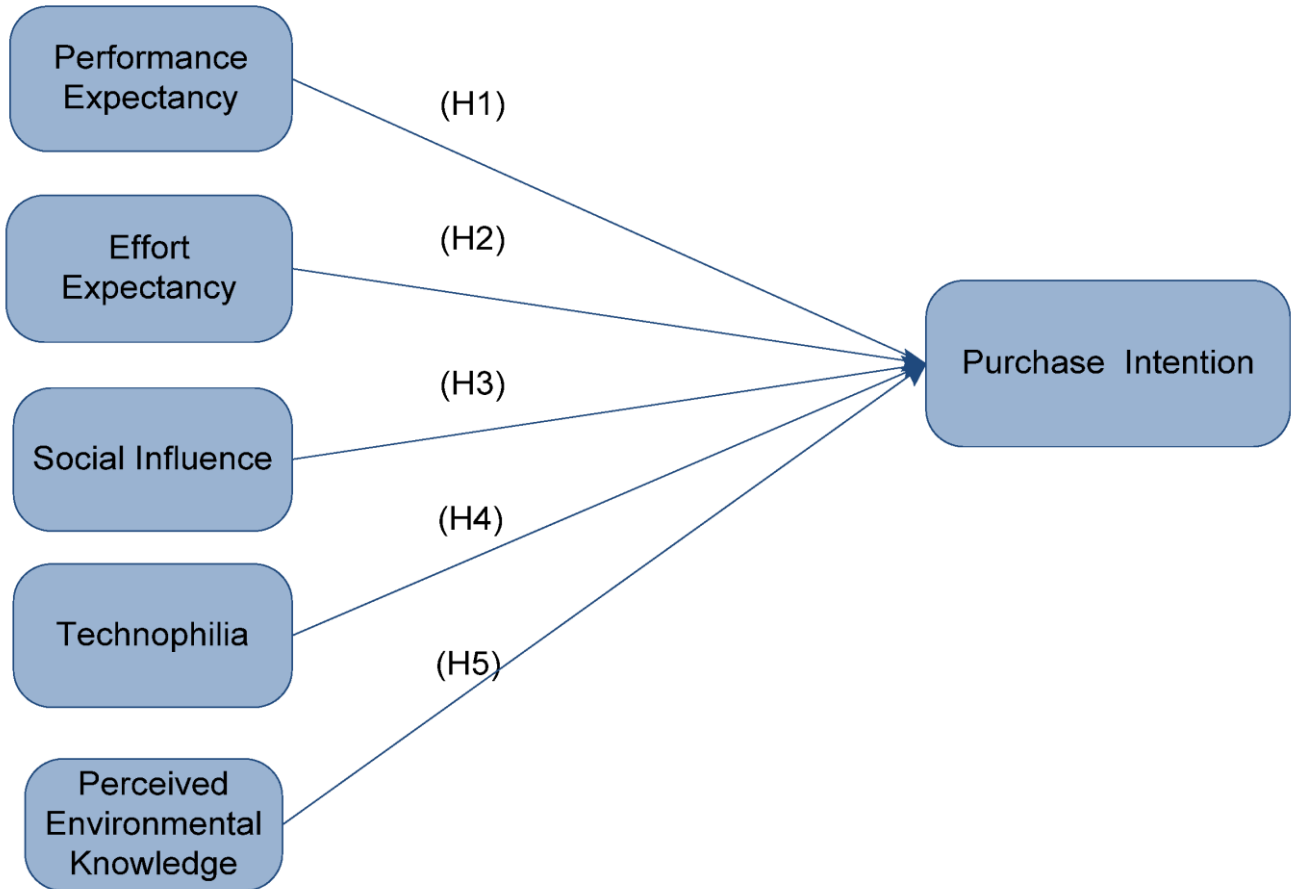 Performance
Expectancy
(H1)
Effort
Expectancy
(H2)
Purchase Intention
Social Influence
(H3)
Technophilia
(H4)
Perceived
Environmental
Knowledge
(H5)